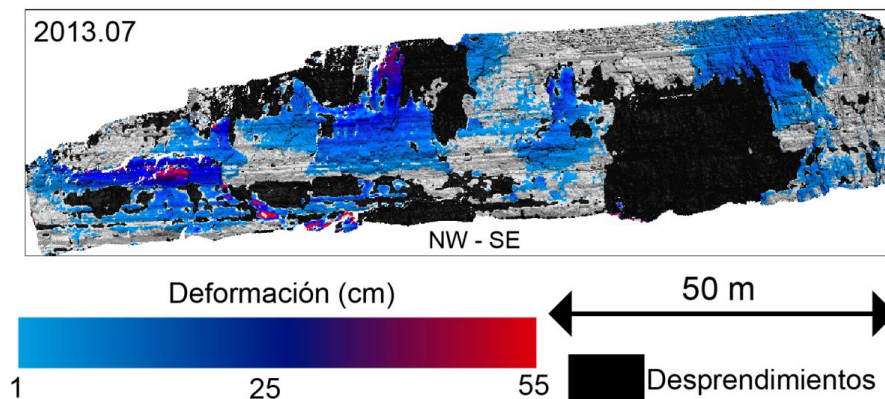 2013.07
NW - SE
Deformación (cm)
1 25 55
50 m
Desprendimientos